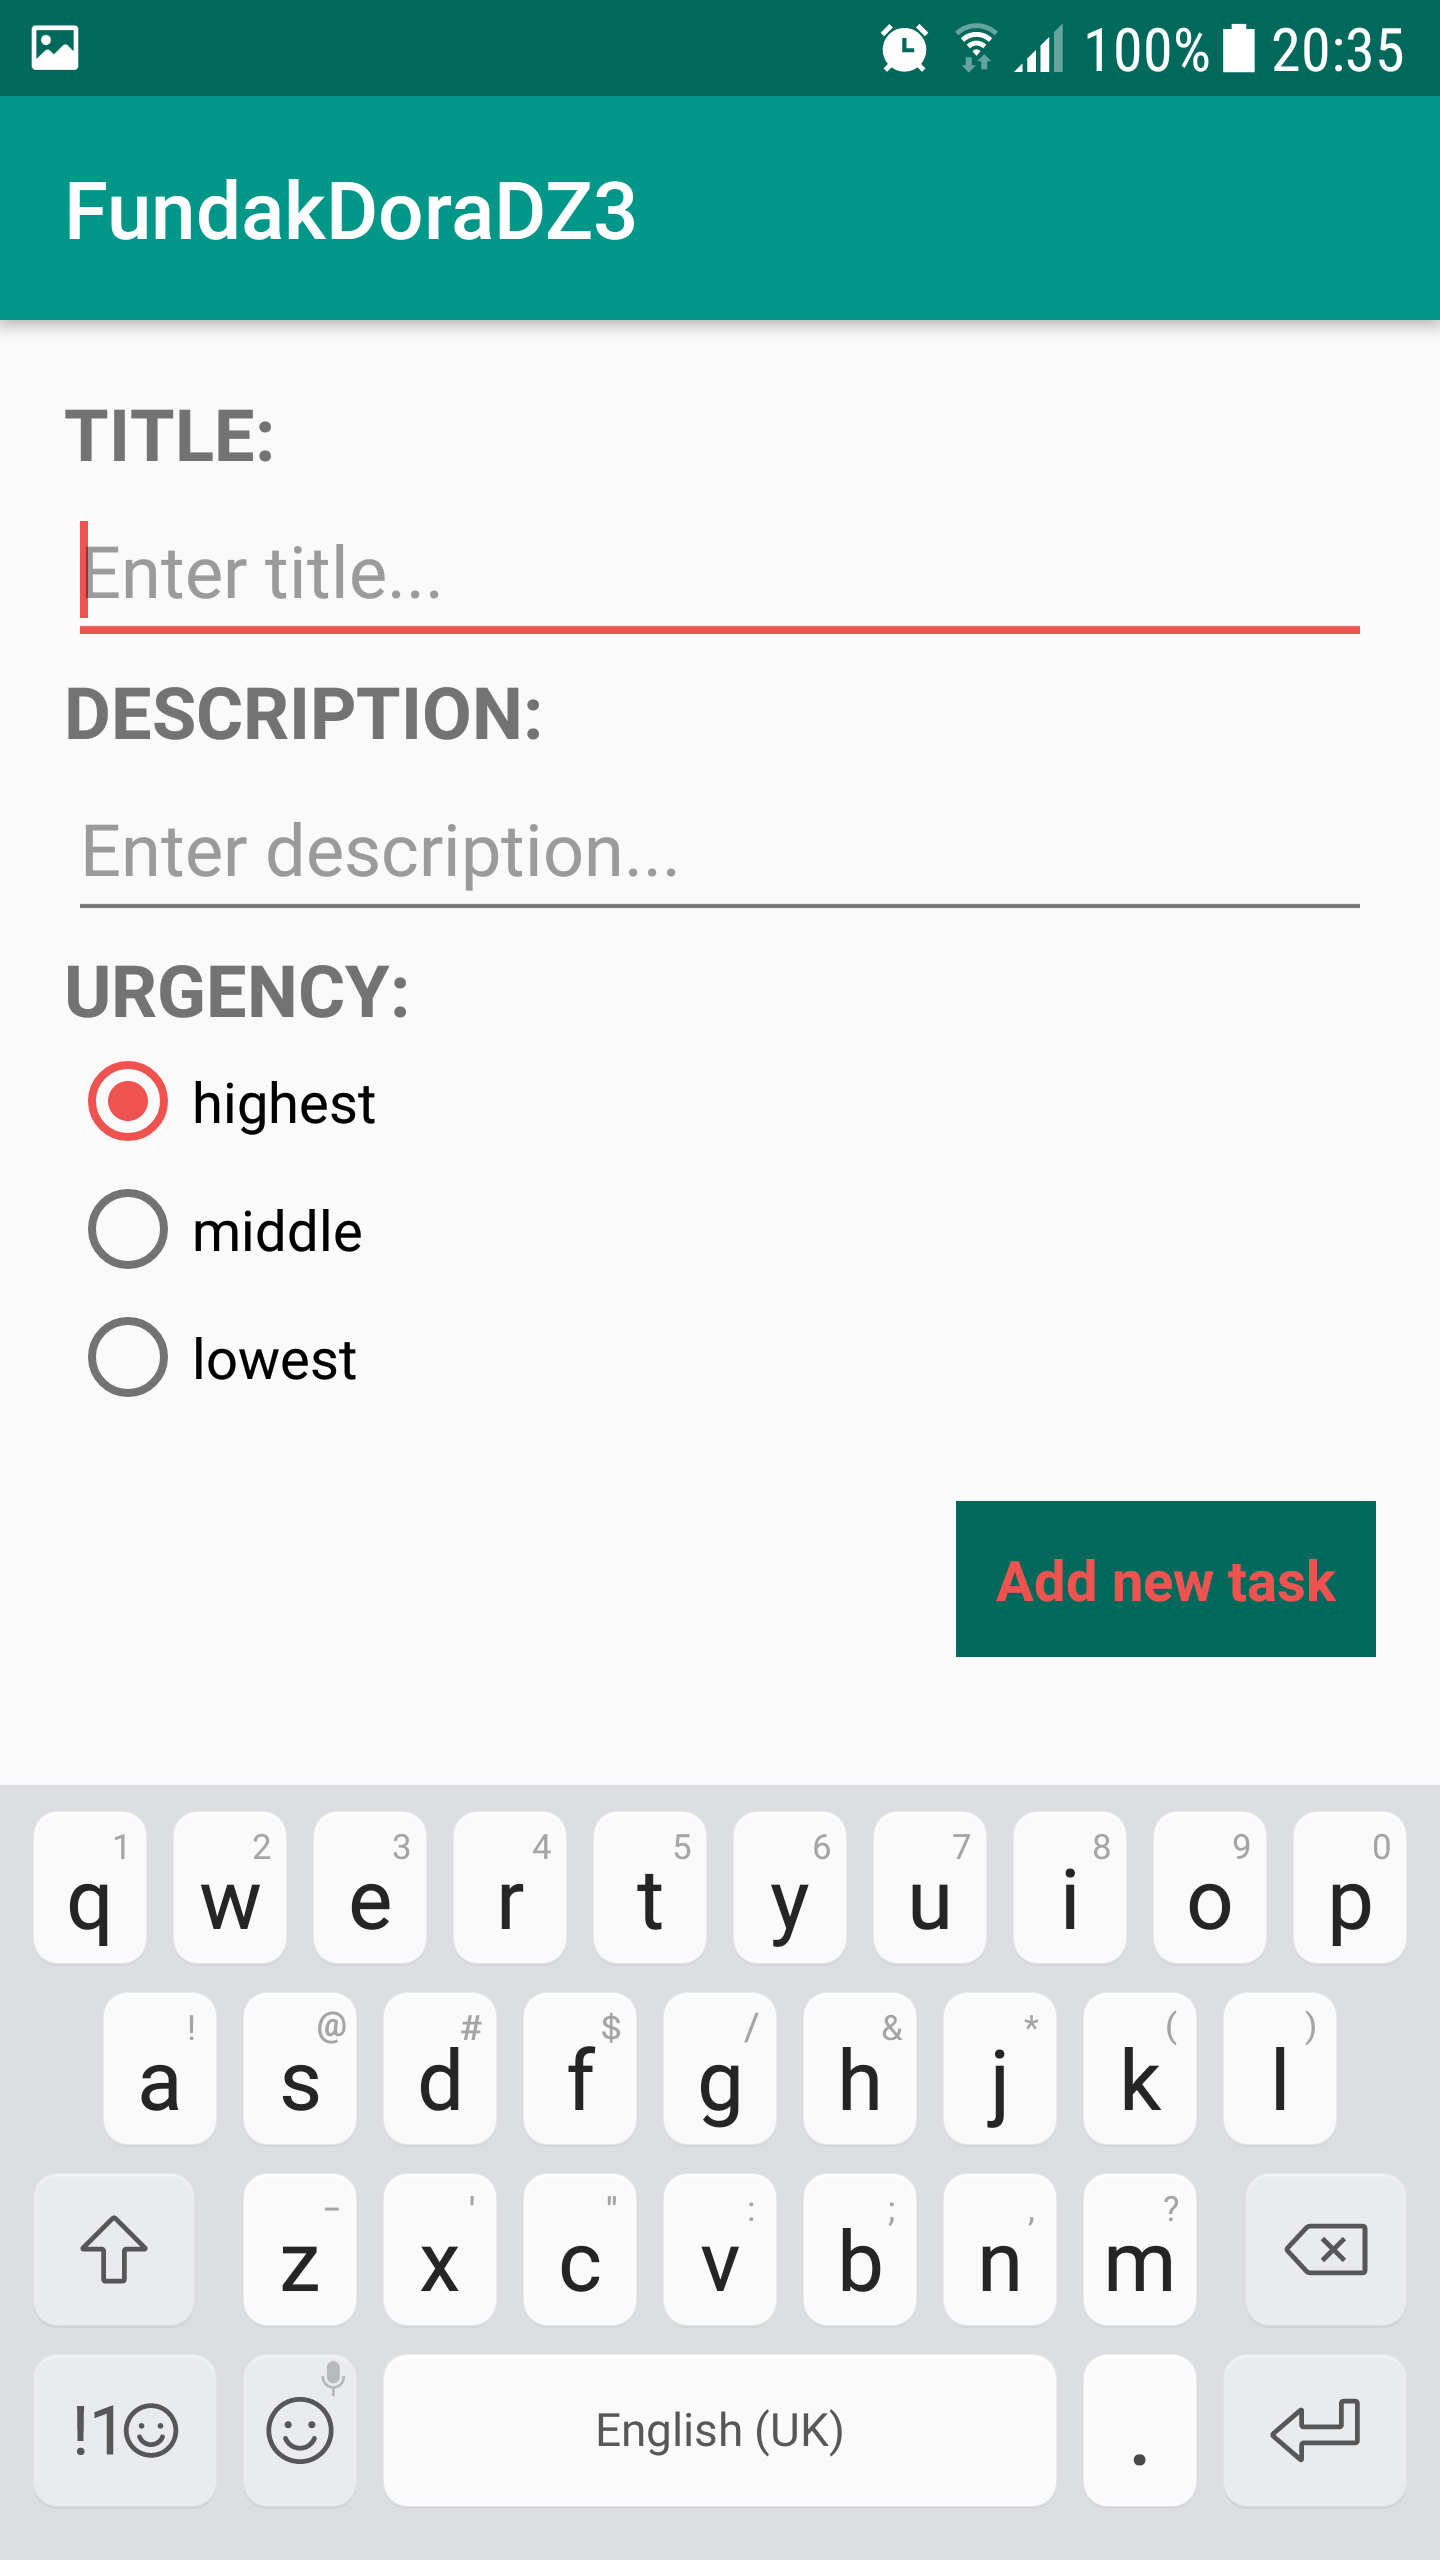 100% 20:35
FundakDoraDZ3
TITLE:
Enter title...
DESCRIPTION:
Enter description...
URGENCY:
highest
middle
lowest
Add new task
1 2 3 4 5 6 7 8 9 0
q w e r t y u i o p
! @ # $ / & * ( )
a s d f g h j k l
- ' " : ; , ?
z x c v b n m
!1☺ English (UK) .